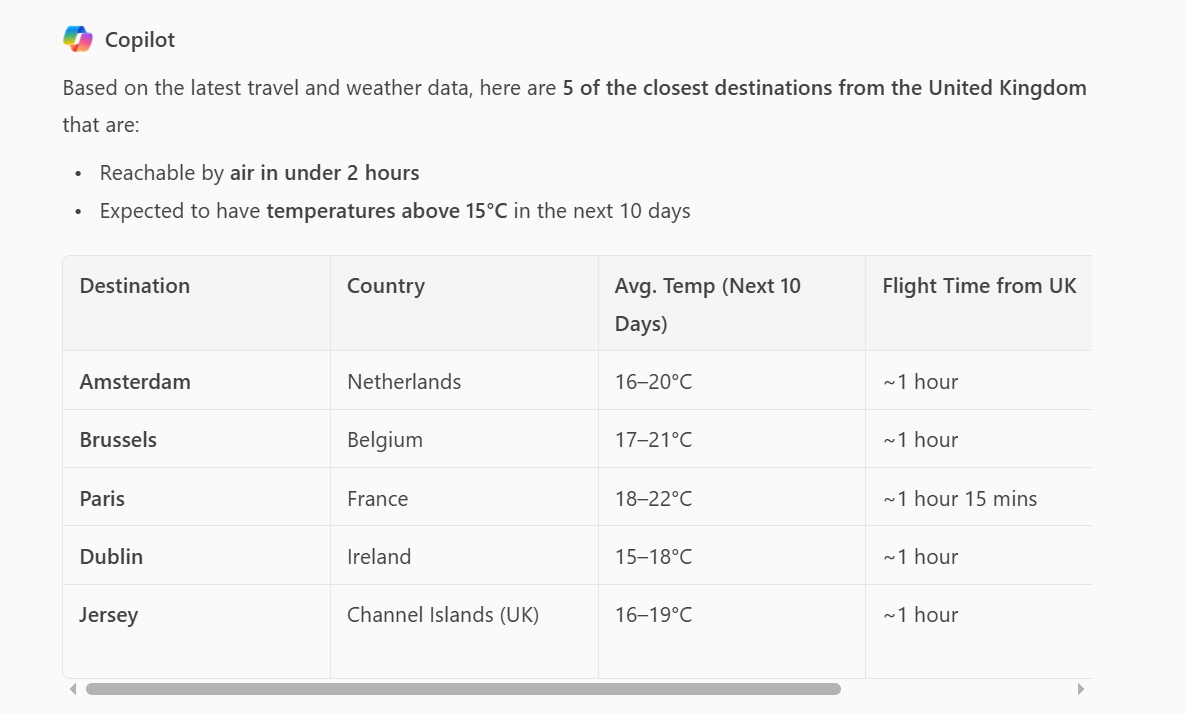 Copilot
Based on the latest travel and weather data, here are 5 of the closest destinations from the United Kingdom
that are:
• Reachable by air in under 2 hours
• Expected to have temperatures above 15°C in the next 10 days
Destination Country Avg. Temp (Next 10 Flight Time from UK
Days)
Amsterdam Netherlands 16–20°C ~1 hour
Brussels Belgium 17–21°C ~1 hour
Paris France 18–22°C ~1 hour 15 mins
Dublin Ireland 15–18°C ~1 hour
Jersey Channel Islands (UK) 16–19°C ~1 hour